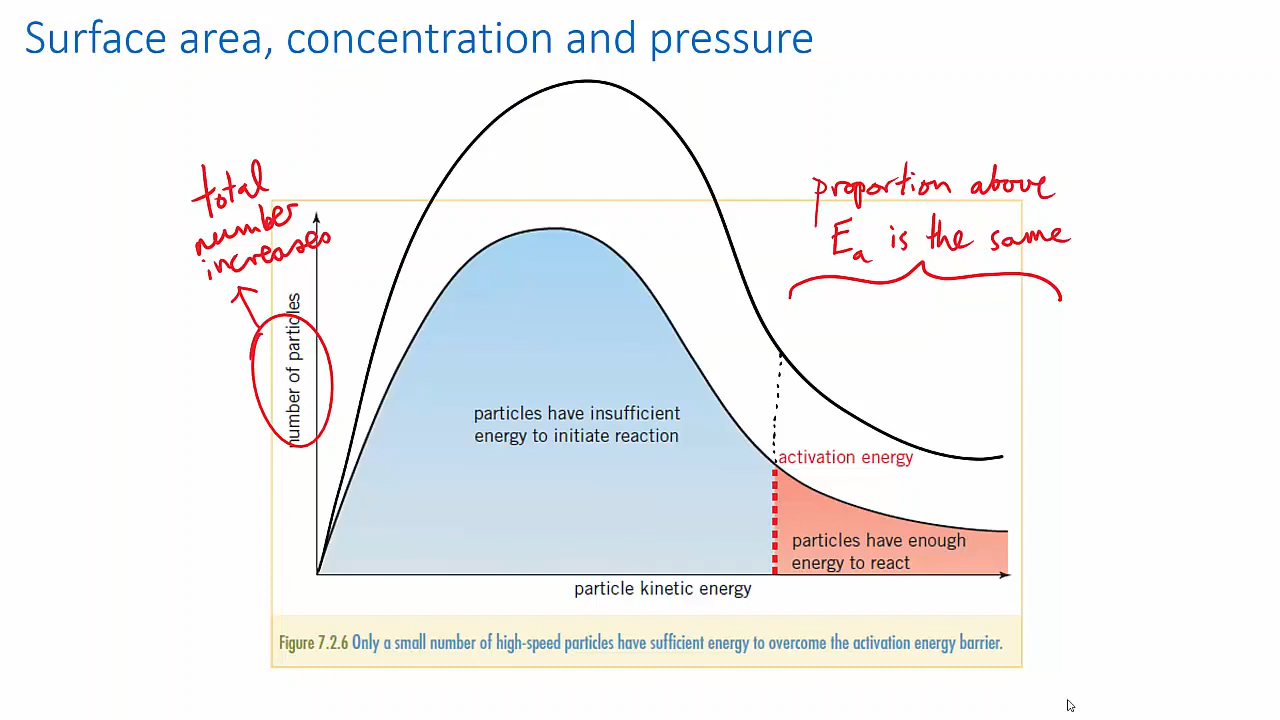 Surface area, concentration and pressure
total
number
increases
proportion above
Ea is the same
number of particles
particles have insufficient
energy to initiate reaction
activation energy
particles have enough
energy to react
particle kinetic energy
Figure 7.2.6 Only a small number of high-speed particles have sufficient energy to overcome the activation energy barrier.